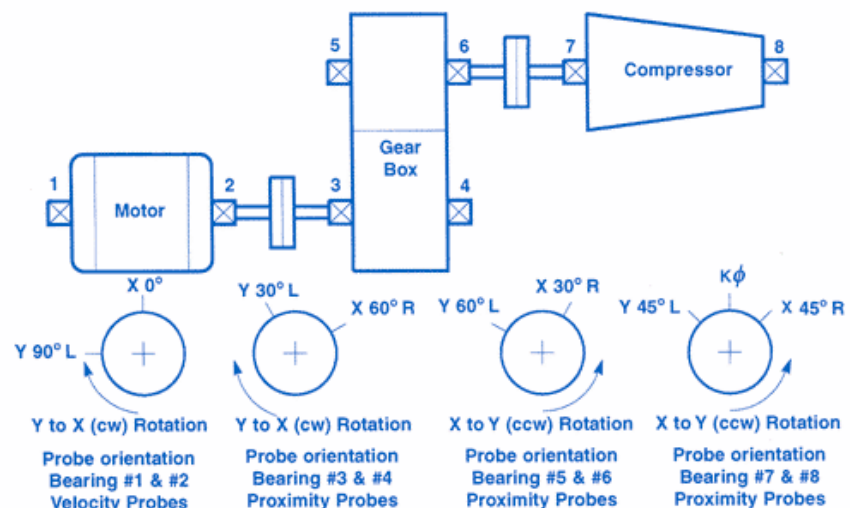 5
6
7
8
Compressor
Gear
Box
1
2
3
4
Motor
X 0°
Y 90° L
Y to X (cw) Rotation
Probe orientation
Bearing #1 & #2
Velocity Probes
Y 30° L
X 60° R
Y to X (cw) Rotation
Probe orientation
Bearing #3 & #4
Proximity Probes
Y 60° L
X 30° R
X to Y (ccw) Rotation
Probe orientation
Bearing #5 & #6
Proximity Probes
Kϕ
Y 45° L
X 45° R
X to Y (ccw) Rotation
Probe orientation
Bearing #7 & #8
Proximity Probes